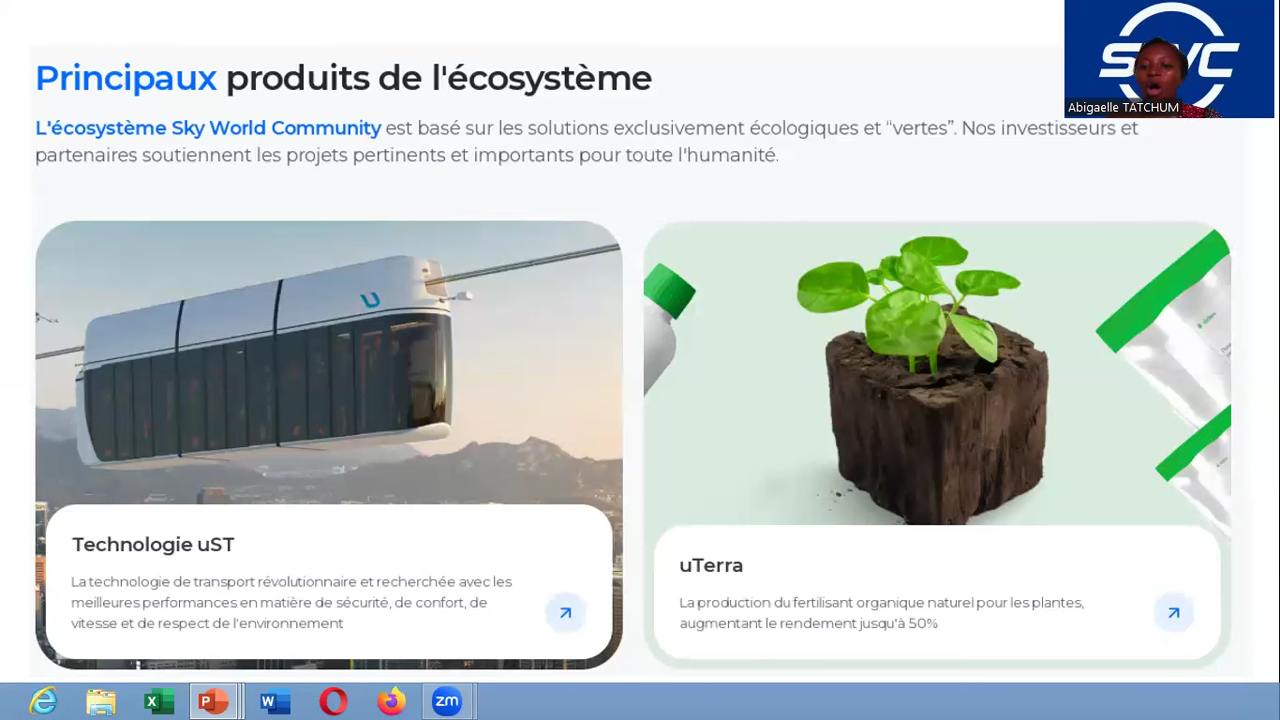 Principaux produits de l'écosystème
L'écosystème Sky World Community est basé sur les solutions exclusivement écologiques et “vertes”. Nos investisseurs et
partenaires soutiennent les projets pertinents et importants pour toute l'humanité.
Abigaelle TATCHUM
Technologie uST
La technologie de transport révolutionnaire et recherchée avec les
meilleures performances en matière de sécurité, de confort, de
vitesse et de respect de l'environnement
uTerra
La production du fertilisant organique naturel pour les plantes,
augmentant le rendement jusqu'à 50%
zm